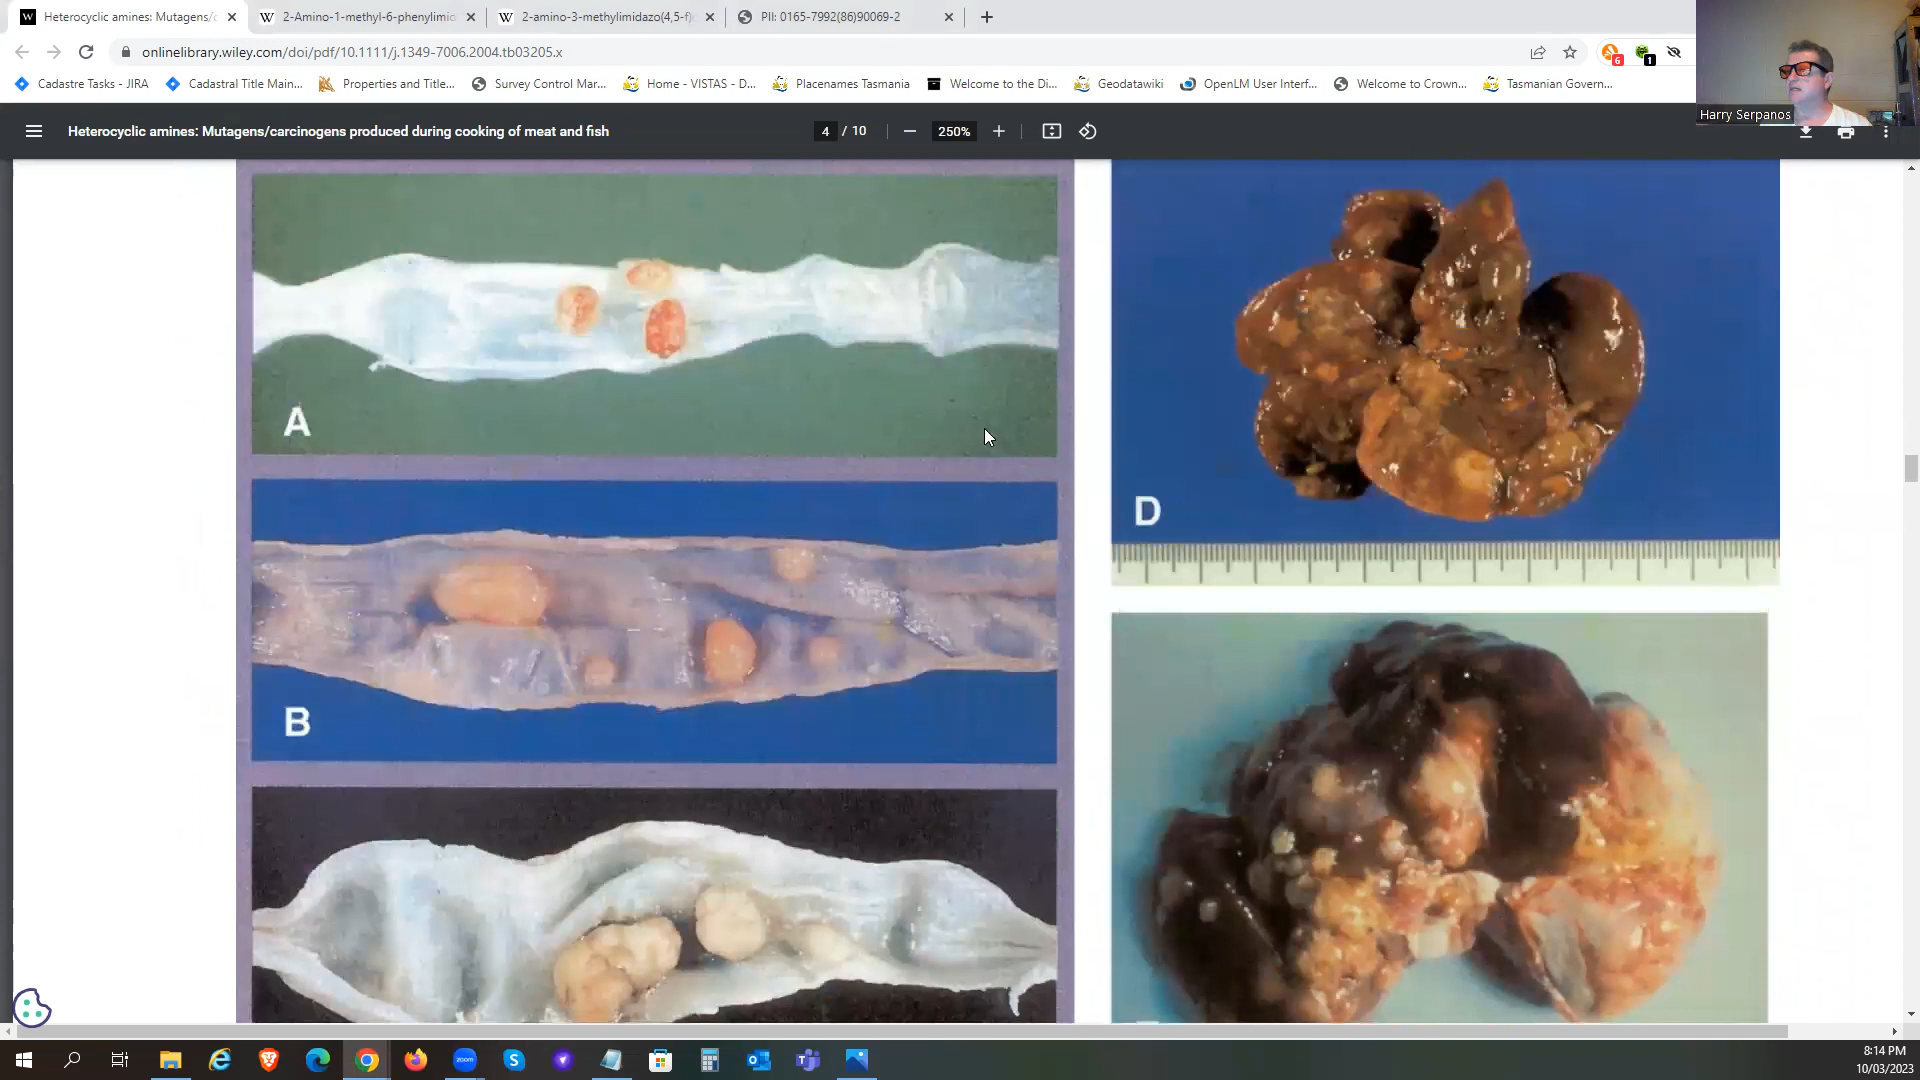 Heterocyclic amines: Mutagens/c
2-Amino-1-methyl-6-phenylimid
2-amino-3-methylimidazo(4,5-f)
PII: 0165-7992(86)90069-2
onlinelibrary.wiley.com/doi/pdf/10.1111/j.1349-7006.2004.tb03205.x
6
1
Cadastre Tasks - JIRA
Cadastral Title Main...
Properties and Title...
Survey Control Mar...
Home - VISTAS - D...
Placenames Tasmania
Welcome to the Di...
Geodatawiki
OpenLM User Interf...
Welcome to Crown...
Tasmanian Govern...
Harry Serpanos
Heterocyclic amines: Mutagens/carcinogens produced during cooking of meat and fish
4 / 10
250%
A
D
B
zoom
8:14 PM
10/03/2023